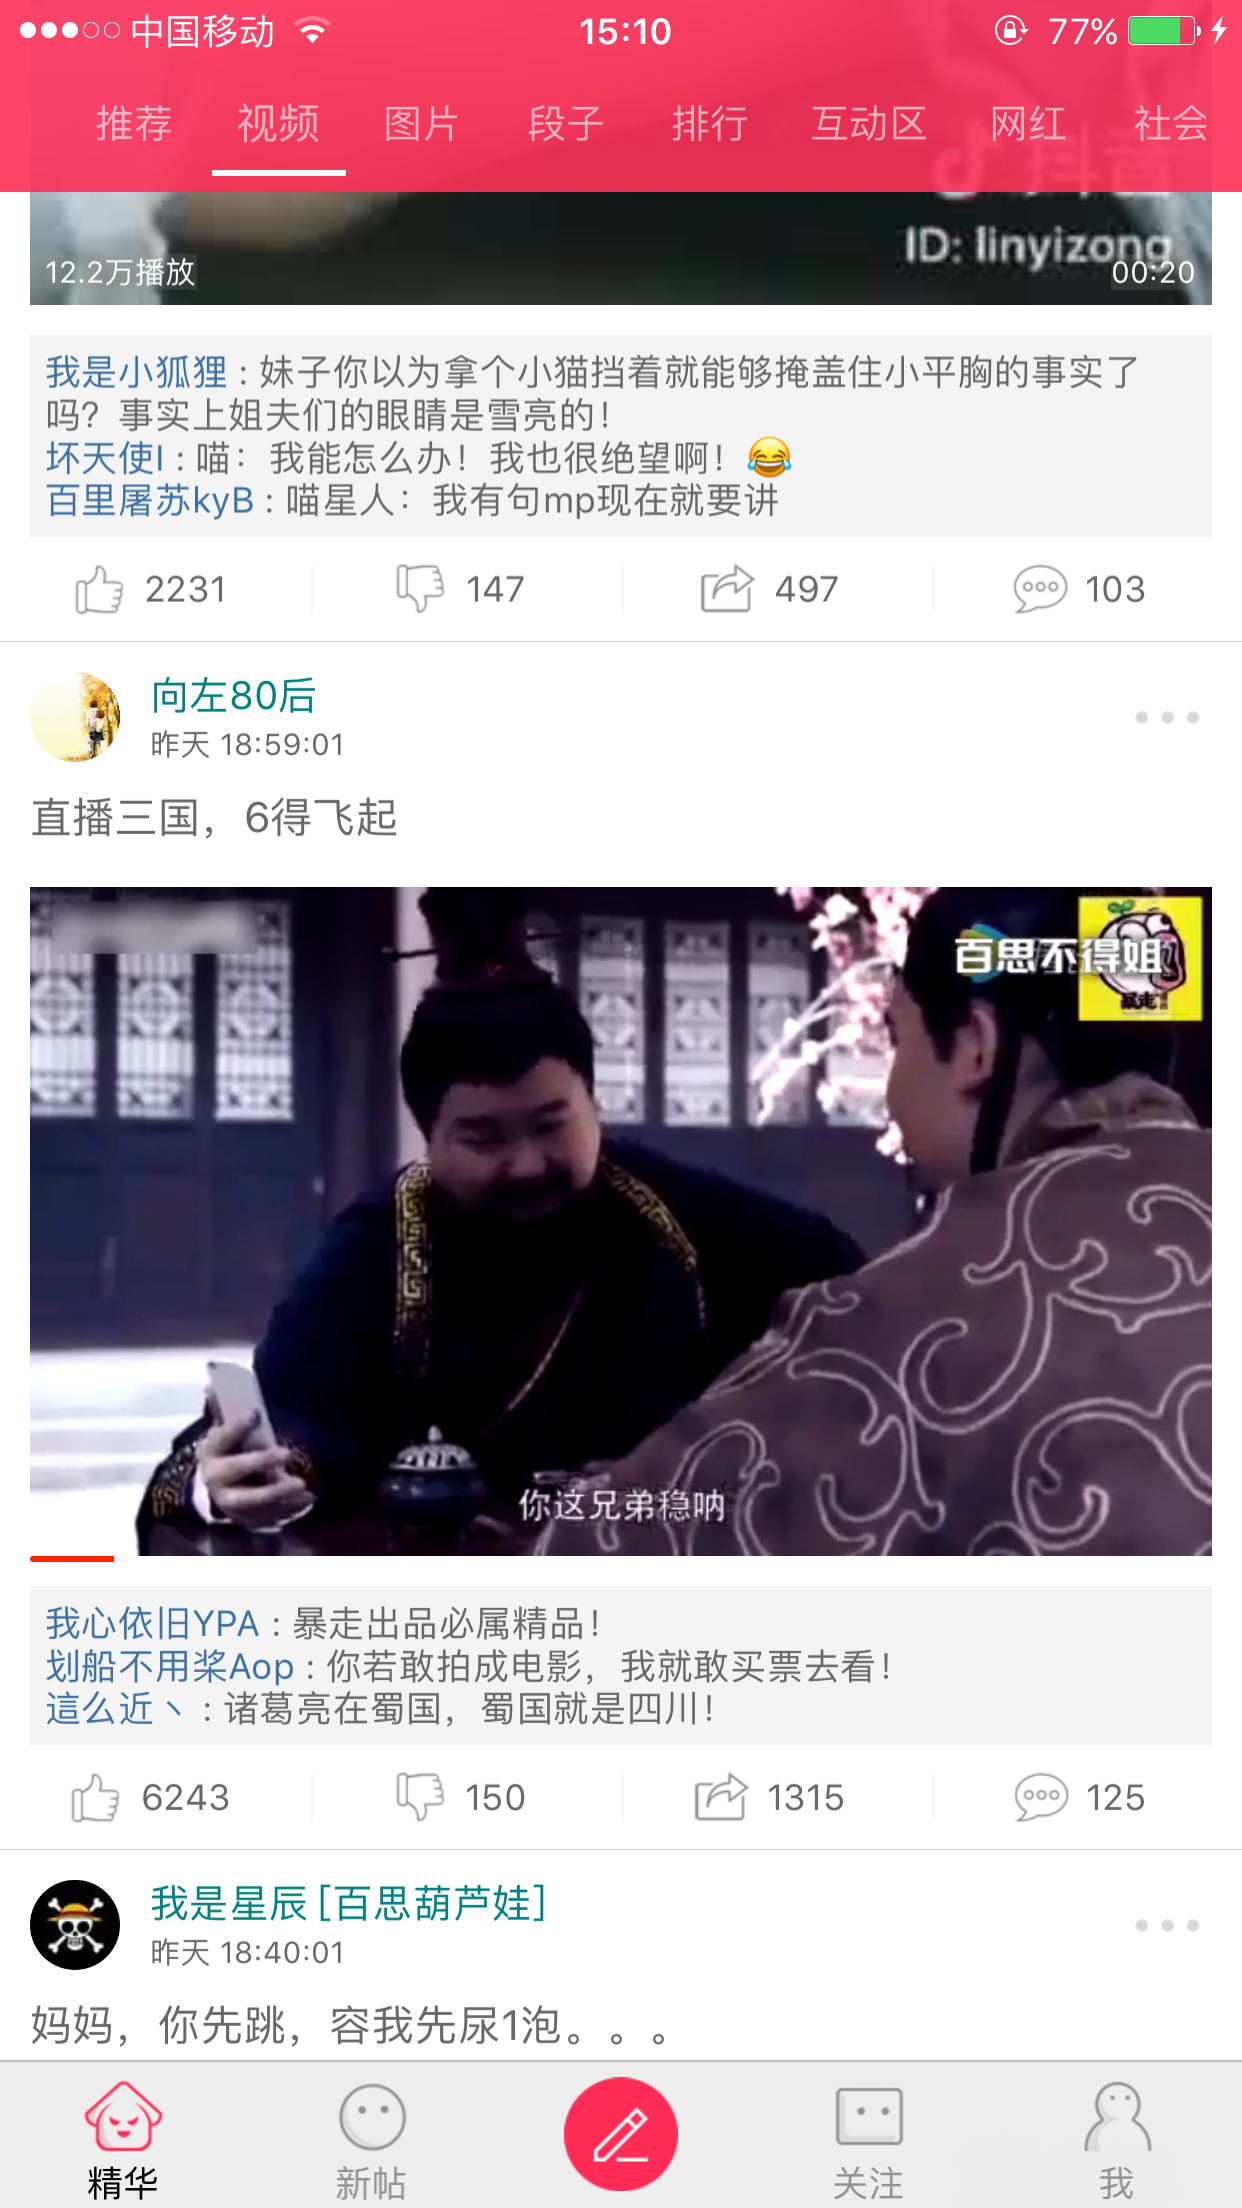 中国移动 15:10 77%
推荐 视频 图片 段子 排行 互动区 网红 社会
抖音
ID: linyizong
12.2万播放 00:20
我是小狐狸 : 妹子你以为拿个小猫挡着就能够掩盖住小平胸的事实了
吗？事实上姐夫们的眼睛是雪亮的！
坏天使I : 喵：我能怎么办！我也很绝望啊！😂
百里屠苏kyB : 喵星人：我有句mp现在就要讲
2231 147 497 103
向左80后
昨天 18:59:01
直播三国，6得飞起
百思不得姐
暴走
你这兄弟稳呐
我心依旧YPA : 暴走出品必属精品！
划船不用桨Aop : 你若敢拍成电影，我就敢买票去看！
這么近丶 : 诸葛亮在蜀国，蜀国就是四川！
6243 150 1315 125
我是星辰 [百思葫芦娃]
昨天 18:40:01
妈妈，你先跳，容我先尿1泡。。。
精华 新帖 关注 我